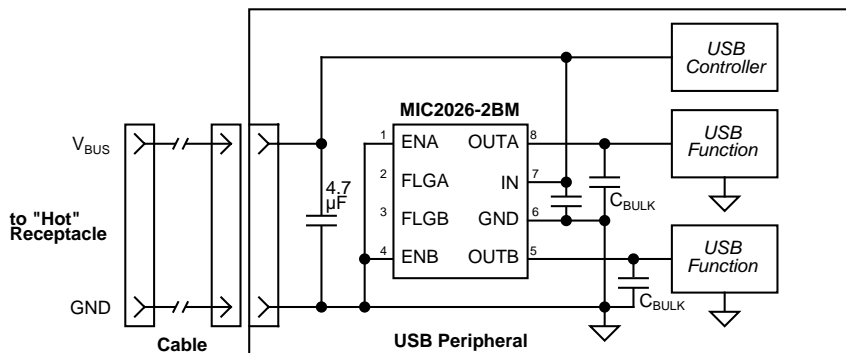 USB
Controller
MIC2026-2BM
VBUS
1 ENA OUTA 8
USB
Function
2 FLGA IN 7
4.7
µF
CBULK
to "Hot"
Receptacle
3 FLGB GND 6
4 ENB OUTB 5
USB
Function
GND
CBULK
Cable
USB Peripheral